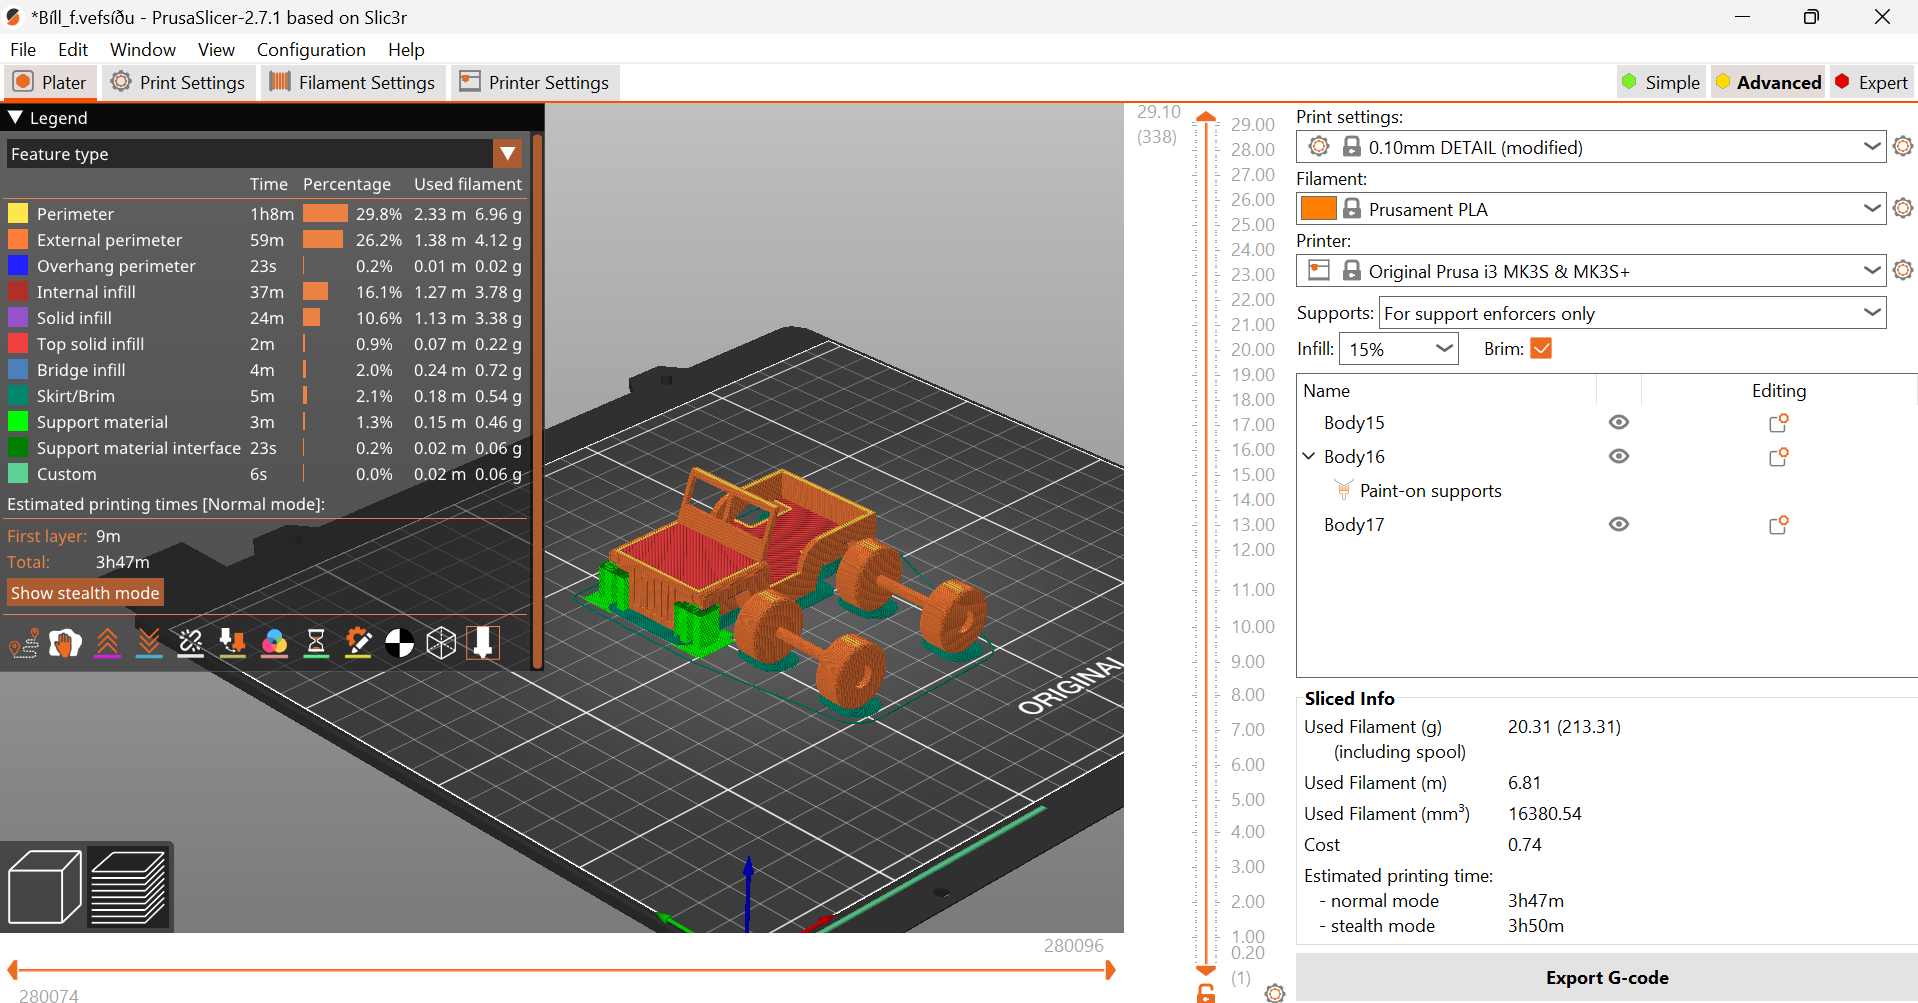 *Bíll_f.vefsíðu - PrusaSlicer-2.7.1 based on Slic3r
File Edit Window View Configuration Help
Plater Print Settings Filament Settings Printer Settings Simple Advanced Expert
Legend
Feature type
Time Percentage Used filament
Perimeter 1h8m 29.8% 2.33 m 6.96 g
External perimeter 59m 26.2% 1.38 m 4.12 g
Overhang perimeter 23s 0.2% 0.01 m 0.02 g
Internal infill 37m 16.1% 1.27 m 3.78 g
Solid infill 24m 10.6% 1.13 m 3.38 g
Top solid infill 2m 0.9% 0.07 m 0.22 g
Bridge infill 4m 2.0% 0.24 m 0.72 g
Skirt/Brim 5m 2.1% 0.18 m 0.54 g
Support material 3m 1.3% 0.15 m 0.46 g
Support material interface 23s 0.2% 0.02 m 0.06 g
Custom 6s 0.0% 0.02 m 0.06 g
Estimated printing times [Normal mode]:
First layer: 9m
Total: 3h47m
Show stealth mode
ORIGINAL
280096
280074
29.10
(338)
29.00
28.00
27.00
26.00
25.00
24.00
23.00
22.00
21.00
20.00
19.00
18.00
17.00
16.00
15.00
14.00
13.00
12.00
11.00
10.00
9.00
8.00
7.00
6.00
5.00
4.00
3.00
2.00
1.00
0.20
(1)
Print settings:
0.10mm DETAIL (modified)
Filament:
Prusament PLA
Printer:
Original Prusa i3 MK3S & MK3S+
Supports: For support enforcers only
Infill: 15% Brim:
Name Editing
Body15
Body16
Paint-on supports
Body17
Sliced Info
Used Filament (g) 20.31 (213.31)
(including spool)
Used Filament (m) 6.81
Used Filament (mm³) 16380.54
Cost 0.74
Estimated printing time:
- normal mode 3h47m
- stealth mode 3h50m
Export G-code